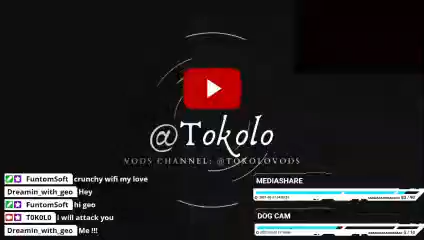 @Tokolo
VODS CHANNEL: @TOKOLOVODS
FuntomSoft crunchy wifi my love
Dreamin_with_geo Hey
FuntomSoft hi geo
T0K0L0 i will attack you
Dreamin_with_geo Me !!!
MEDIASHARE
DOG CAM